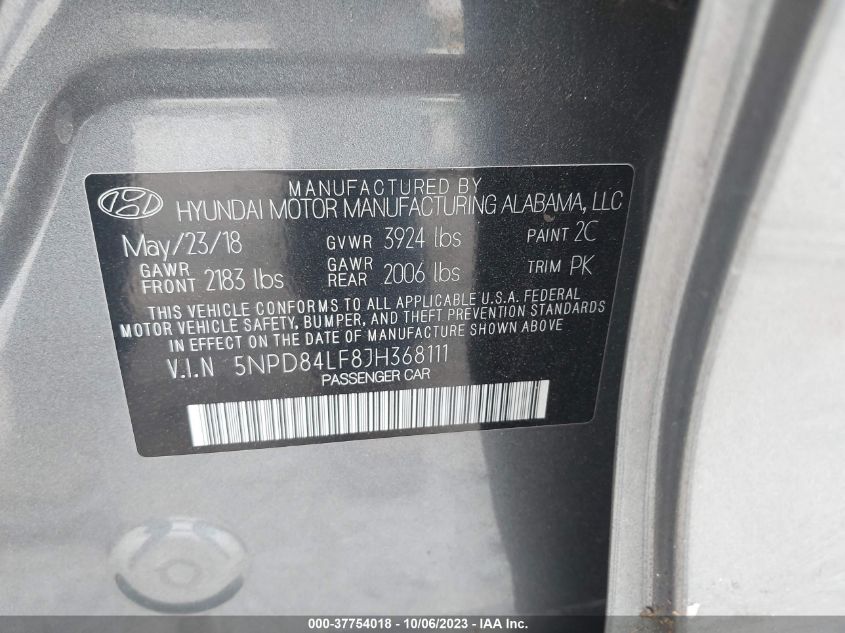 MANUFACTURED BY
HYUNDAI MOTOR MANUFACTURING ALABAMA, LLC
May/23/18 GVWR 3924 lbs PAINT 2C
GAWR FRONT 2183 lbs GAWR REAR 2006 lbs TRIM PK
THIS VEHICLE CONFORMS TO ALL APPLICABLE U.S.A. FEDERAL
MOTOR VEHICLE SAFETY, BUMPER, AND THEFT PREVENTION STANDARDS
IN EFFECT ON THE DATE OF MANUFACTURE SHOWN ABOVE.
V.I.N 5NPD84LF8JH368111
PASSENGER CAR
000-37754018 - 10/06/2023 - IAA Inc.